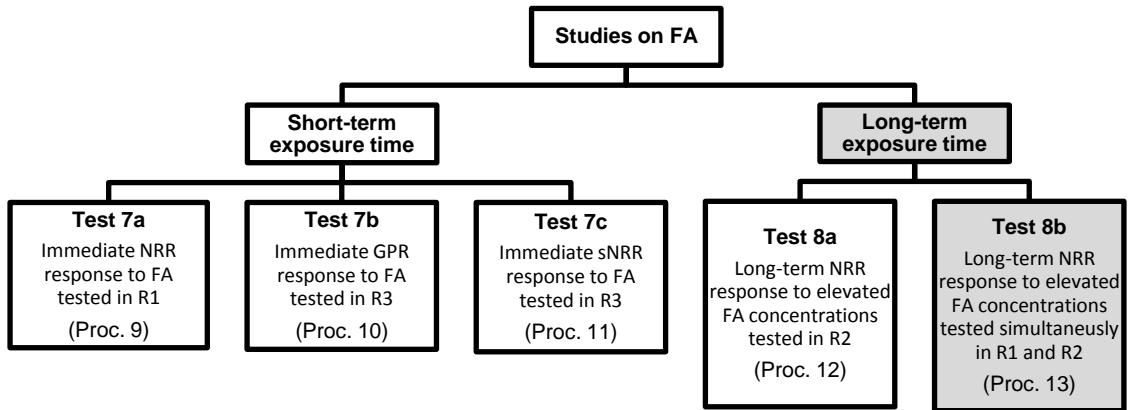 Studies on FA
Short-term
exposure time
Long-term
exposure time
Test 7a
Immediate NRR
response to FA
tested in R1
(Proc. 9)
Test 7b
Immediate GPR
response to FA
tested in R3
(Proc. 10)
Test 7c
Immediate sNRR
response to FA
tested in R3
(Proc. 11)
Test 8a
Long-term NRR
response to elevated
FA concentrations
tested in R2
(Proc. 12)
Test 8b
Long-term NRR
response to elevated
FA concentrations
tested simultaneusly
in R1 and R2
(Proc. 13)